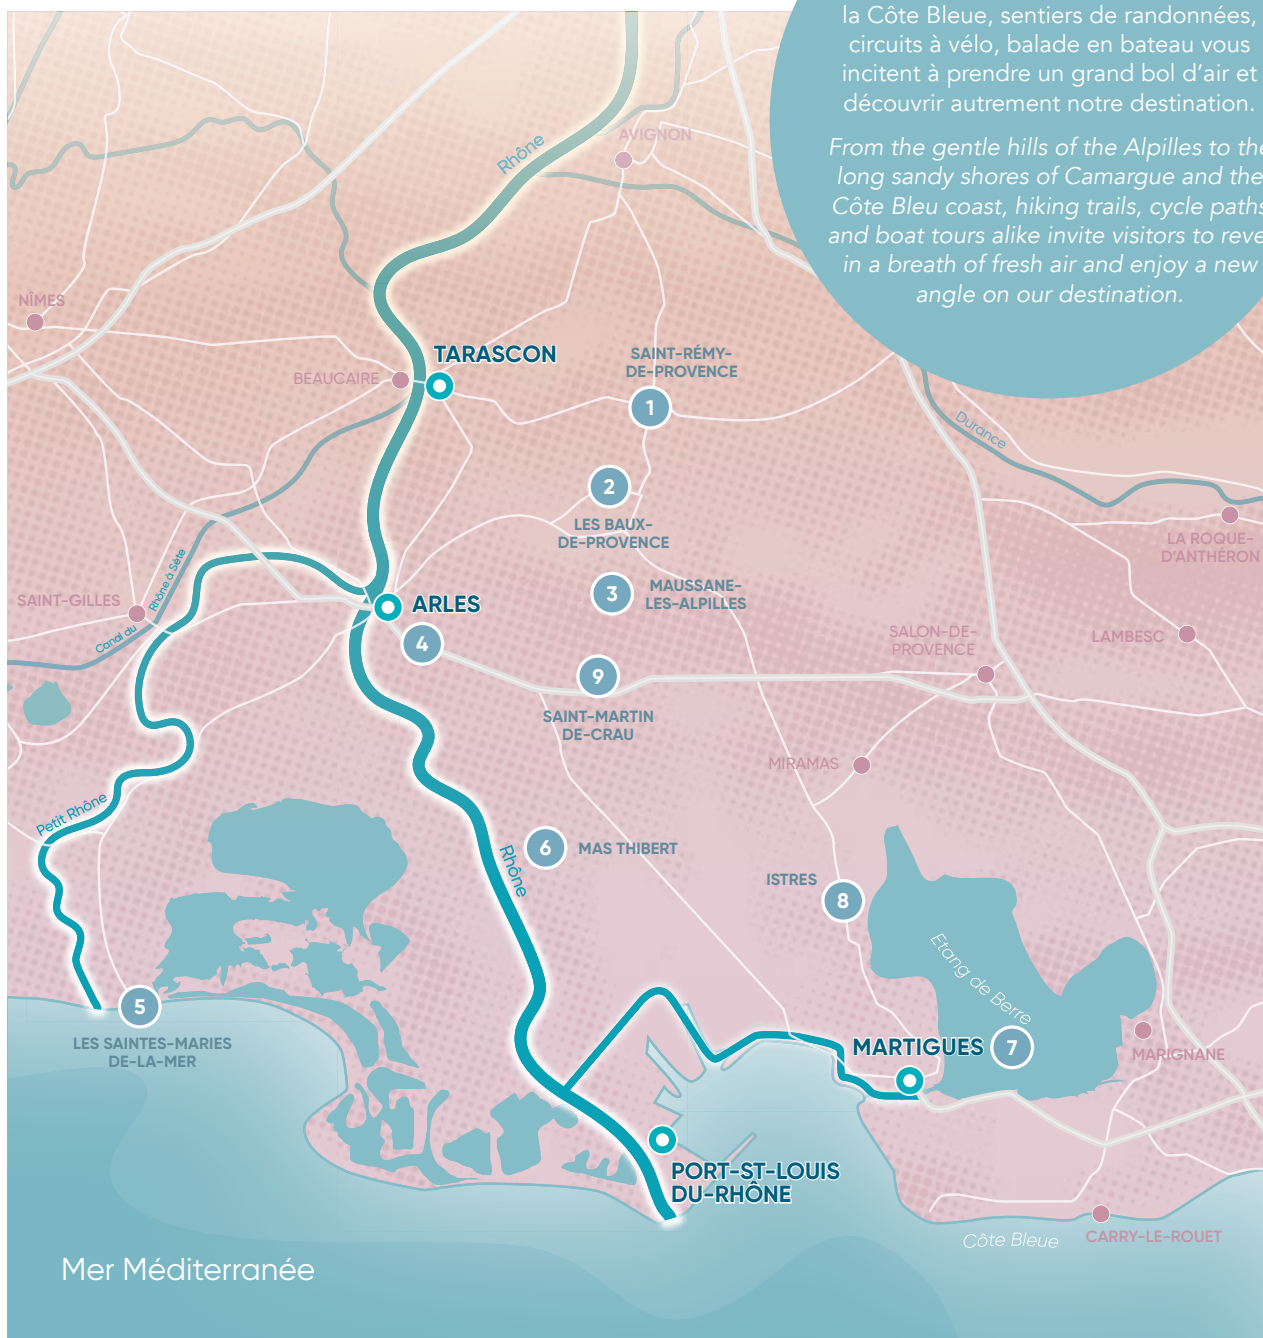 la Côte Bleue, sentiers de randonnées,
circuits à vélo, balade en bateau vous
incitent à prendre un grand bol d'air et
découvrir autrement notre destination.
From the gentle hills of the Alpilles to the
long sandy shores of Camargue and the
Côte Bleu coast, hiking trails, cycle paths
and boat tours alike invite visitors to reve
in a breath of fresh air and enjoy a new
angle on our destination.
AVIGNON
Rhône
NÎMES
TARASCON
BEAUCAIRE
SAINT-RÉMY-
DE-PROVENCE
1
Durance
2
LES BAUX-
DE-PROVENCE
LA ROQUE-
D'ANTHÉRON
3
MAUSSANE-
LES-ALPILLES
SAINT-GILLES
Canal du
Rhône à Sète
ARLES
4
SALON-DE-
PROVENCE
LAMBESC
9
SAINT-MARTIN
DE-CRAU
MIRAMAS
Petit Rhône
Rhône
6
MAS THIBERT
ISTRES
8
Etang de Berre
5
LES SAINTES-MARIES
DE-LA-MER
MARTIGUES
7
MARIGNANE
PORT-ST-LOUIS
DU-RHÔNE
Côte Bleue
CARRY-LE-ROUET
Mer Méditerranée